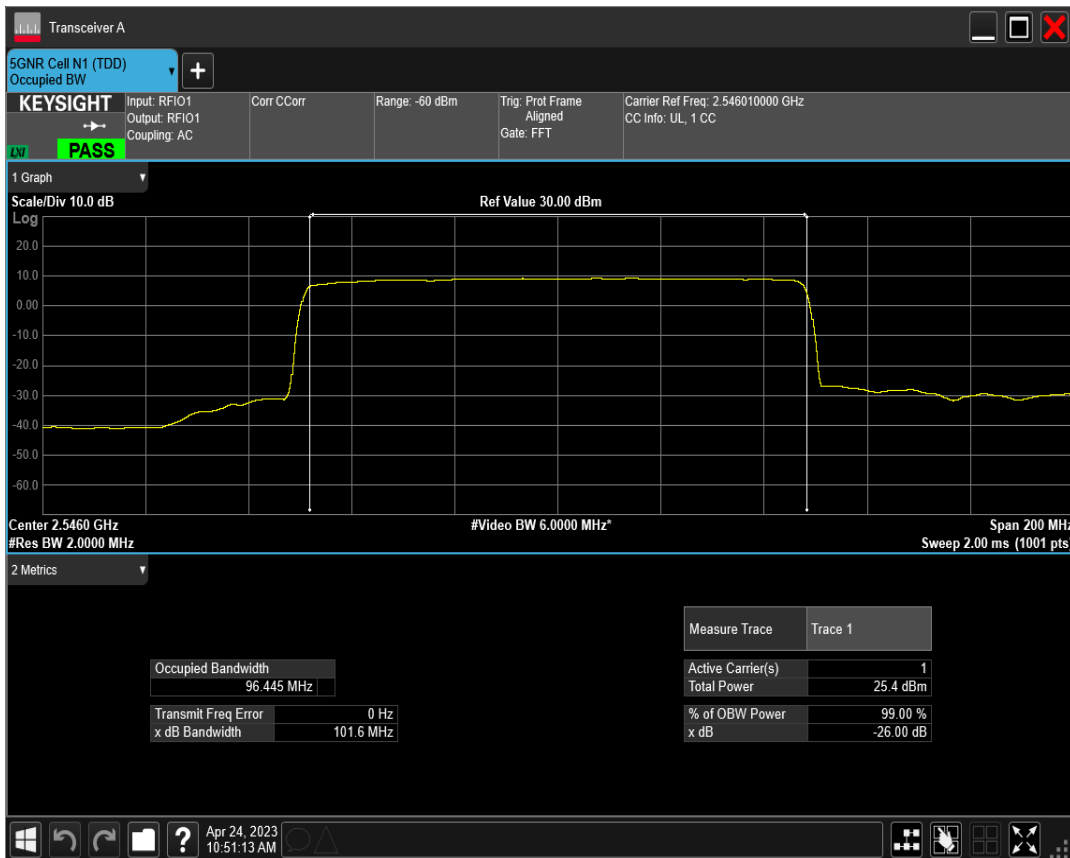 Transceiver A
5GNR Cell N1 (TDD)
Occupied BW
+
KEYSIGHT
LXI
PASS
Input: RFIO1
Output: RFIO1
Coupling: AC
Corr CCorr
Range: -60 dBm
Trig: Prot Frame
Aligned
Gate: FFT
Carrier Ref Freq: 2.546010000 GHz
CC Info: UL, 1 CC
1 Graph
Scale/Div 10.0 dB
Ref Value 30.00 dBm
Log
20.0
10.0
0.00
-10.0
-20.0
-30.0
-40.0
-50.0
-60.0
Center 2.5460 GHz
#Video BW 6.0000 MHz*
Span 200 MHz
#Res BW 2.0000 MHz
Sweep 2.00 ms (1001 pts)
2 Metrics
Measure Trace Trace 1
Occupied Bandwidth
96.445 MHz
Active Carrier(s) 1
Total Power 25.4 dBm
Transmit Freq Error 0 Hz
x dB Bandwidth 101.6 MHz
% of OBW Power 99.00 %
x dB -26.00 dB
?
Apr 24, 2023
10:51:13 AM